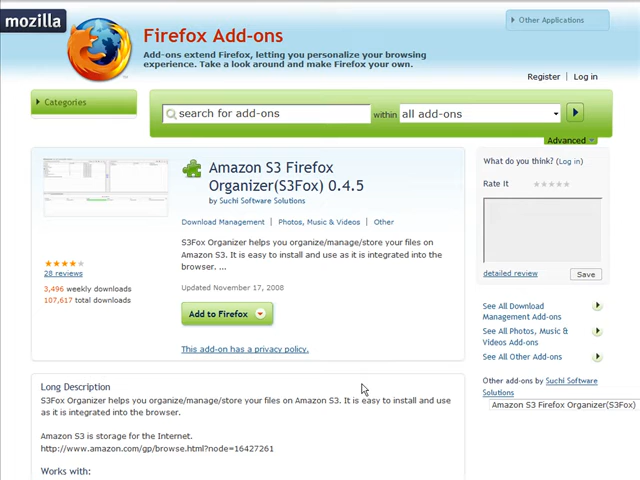 mozilla
Firefox Add-ons
Add-ons extend Firefox, letting you personalize your browsing
experience. Take a look around and make Firefox your own.
Other Applications
Register | Log in
Categories
search for add-ons within all add-ons
Advanced
Amazon S3 Firefox
Organizer(S3Fox) 0.4.5
by Suchi Software Solutions
Download Management | Photos, Music & Videos | Other
S3Fox Organizer helps you organize/manage/store your files on
Amazon S3. It is easy to install and use as it is integrated into the
browser. ...
28 reviews
3,496 weekly downloads
107,617 total downloads
Updated November 17, 2008
Add to Firefox
This add-on has a privacy policy.
What do you think? (Log in)
Rate It
detailed review
Save
See All Download
Management Add-ons
See All Photos, Music &
Videos Add-ons
See All Other Add-ons
Other add-ons by Suchi Software
Solutions
Amazon S3 Firefox Organizer(S3Fox)
Long Description
S3Fox Organizer helps you organize/manage/store your files on Amazon S3. It is easy to install and use
as it is integrated into the browser.
Amazon S3 is storage for the Internet.
http://www.amazon.com/gp/browse.html?node=16427261
Works with: